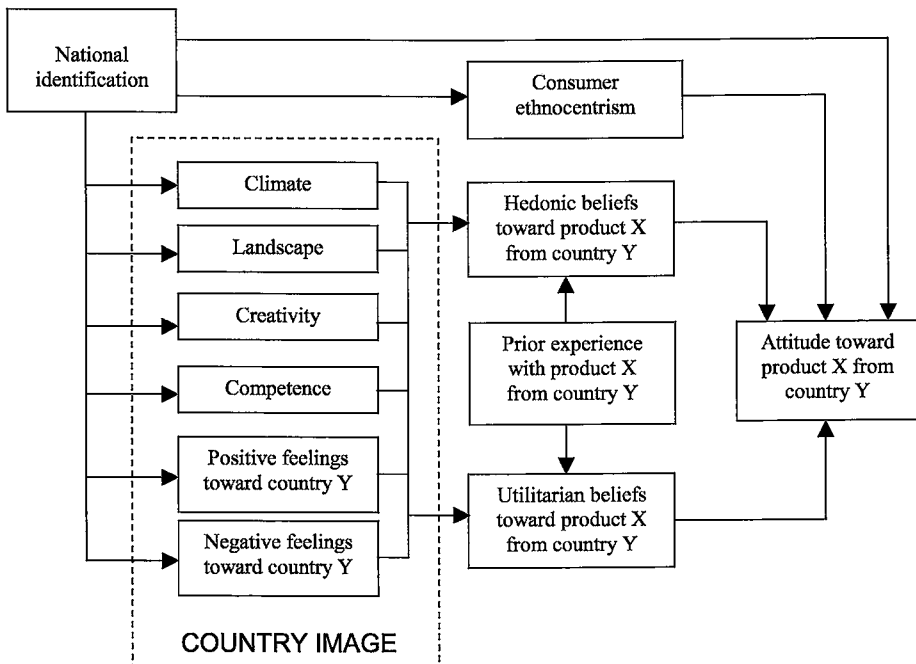 National
identification
Consumer
ethnocentrism
Climate
Landscape
Creativity
Competence
Positive feelings
toward country Y
Negative feelings
toward country Y
COUNTRY IMAGE
Hedonic beliefs
toward product X
from country Y
Prior experience
with product X
from country Y
Utilitarian beliefs
toward product X
from country Y
Attitude toward
product X from
country Y